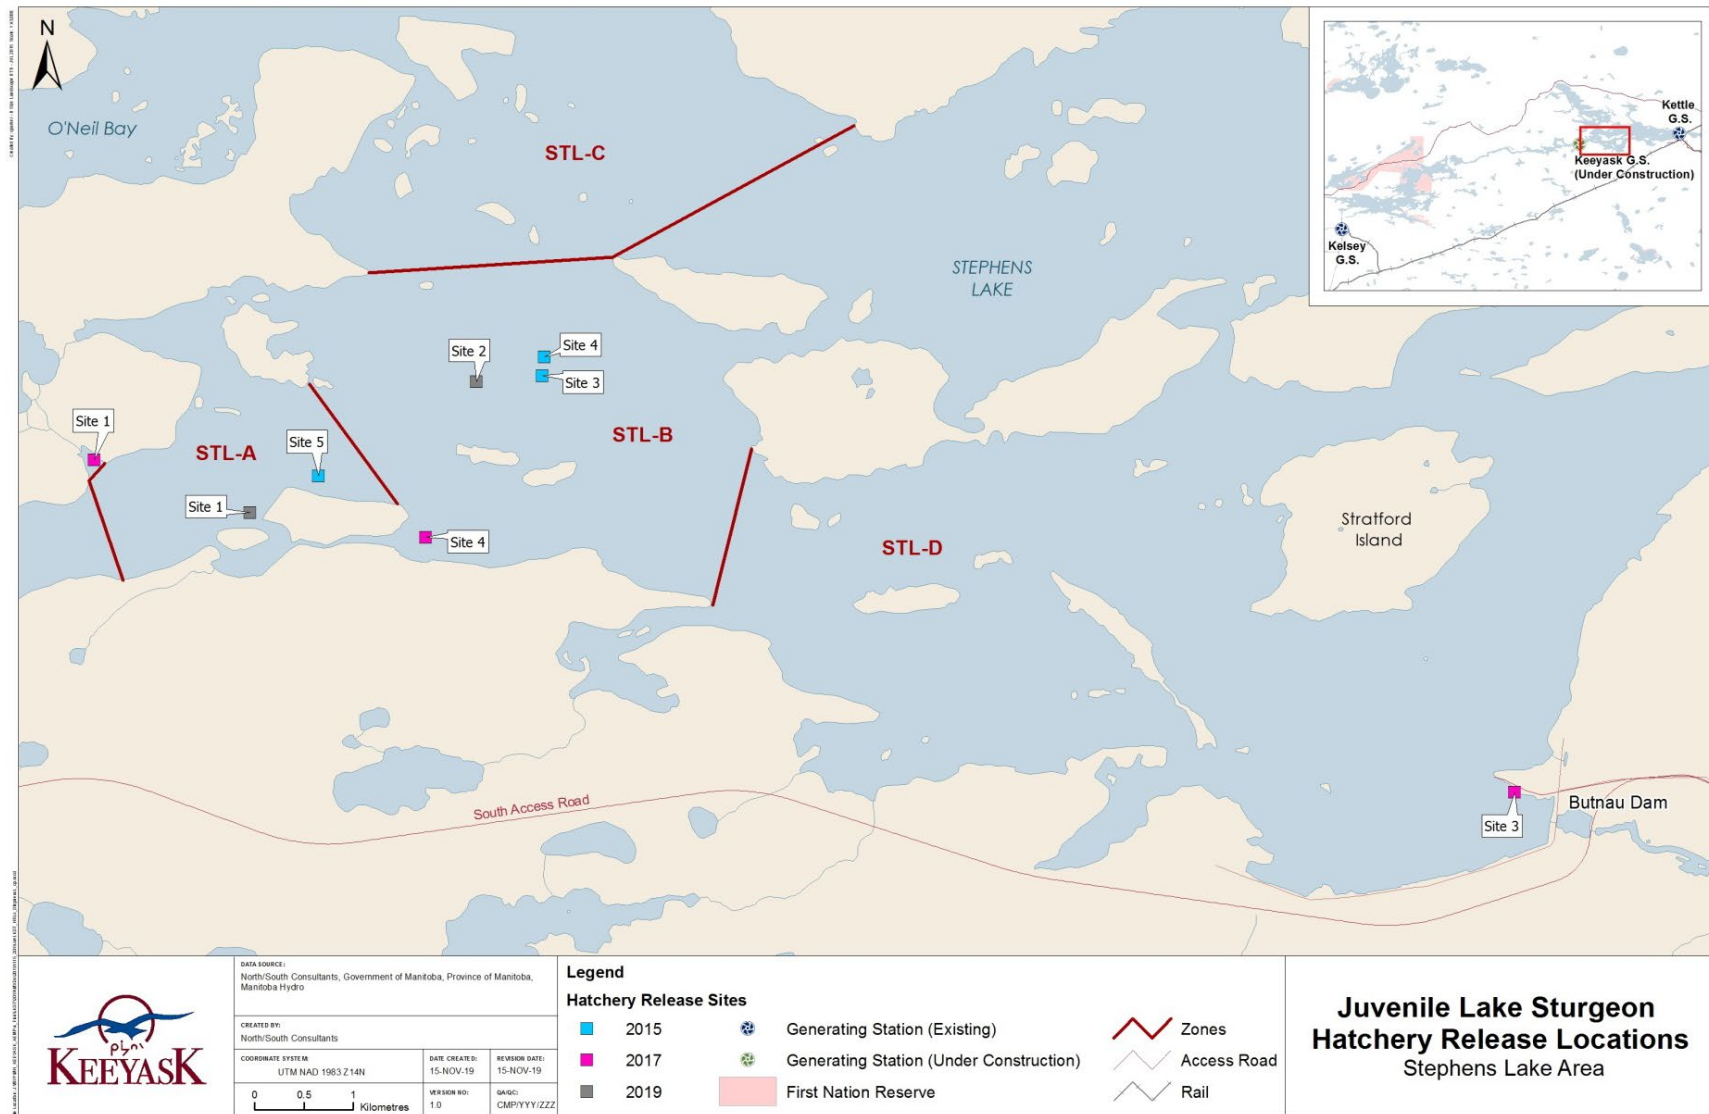 N
O'Neil Bay
STL-C
STEPHENS
LAKE
Kettle
G.S.
Keeyask G.S.
(Under Construction)
Kelsey
G.S.
Site 2
Site 4
Site 3
Site 1
STL-A
Site 5
STL-B
Site 1
Site 4
STL-D
Stratford
Island
South Access Road
Butnau Dam
Site 3
KEEYASK
DATA SOURCE:
North/South Consultants, Government of Manitoba, Province of Manitoba,
Manitoba Hydro
CREATED BY:
North/South Consultants
COORDINATE SYSTEM:
UTM NAD 1983 Z14N
DATE CREATED:
15-NOV-19
REVISION DATE:
15-NOV-19
0 0.5 1
Kilometres
VERSION NO:
1.0
QA/QC:
CMP/YYY/ZZZ
Legend
Hatchery Release Sites
2015
2017
2019
Generating Station (Existing)
Generating Station (Under Construction)
First Nation Reserve
Zones
Access Road
Rail
Juvenile Lake Sturgeon
Hatchery Release Locations
Stephens Lake Area